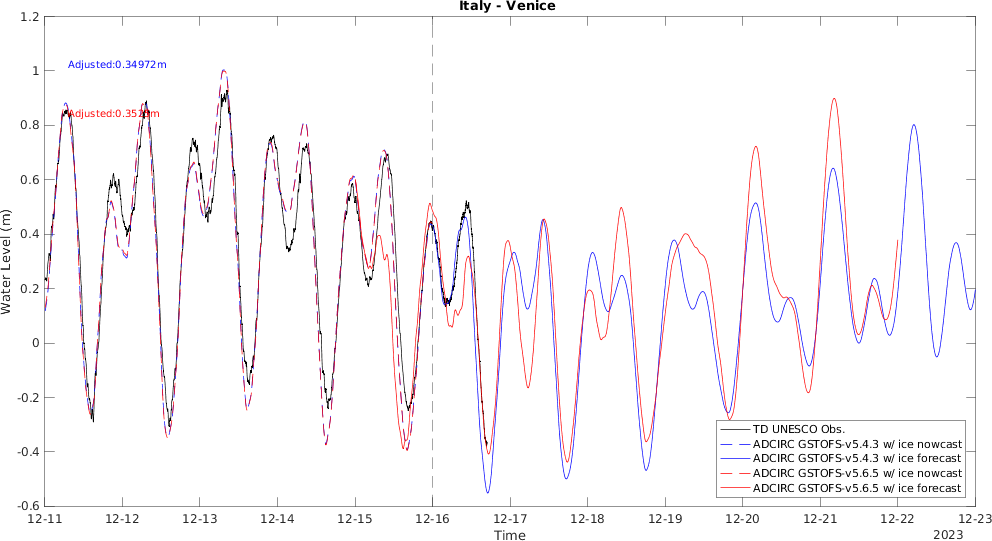 Italy - Venice
1.2
1
0.8
0.6
0.4
0.2
0
-0.2
-0.4
-0.6
Water Level (m)
Adjusted:0.34972m
TD UNESCO Obs.
ADCIRC GSTOFS-v5.4.3 w/ ice nowcast
ADCIRC GSTOFS-v5.4.3 w/ ice forecast
ADCIRC GSTOFS-v5.6.5 w/ ice nowcast
ADCIRC GSTOFS-v5.6.5 w/ ice forecast
12-11 12-12 12-13 12-14 12-15 12-16 12-17 12-18 12-19 12-20 12-21 12-22 12-23
Time
2023